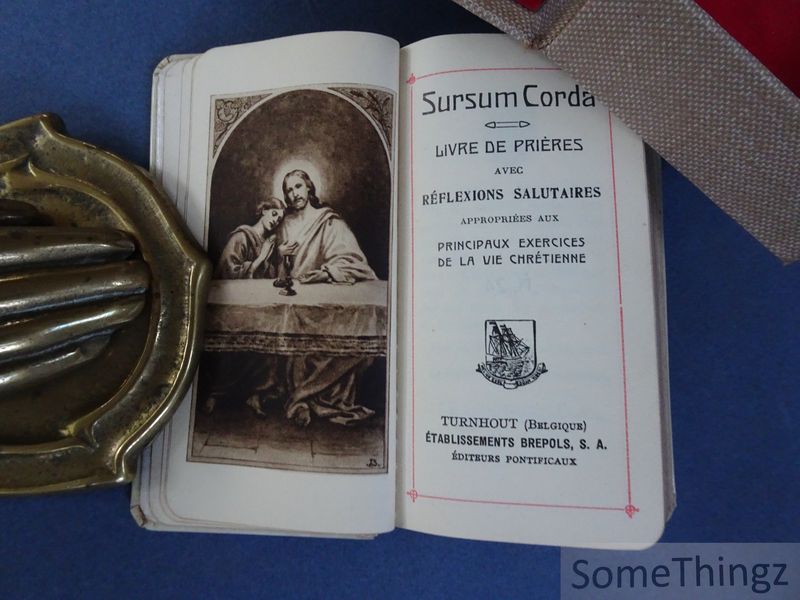 Sursum Corda
LIVRE DE PRIÈRES
AVEC
RÉFLEXIONS SALUTAIRES
APPROPRIÉES AUX
PRINCIPAUX EXERCICES
DE LA VIE CHRÉTIENNE
TURNHOUT (BELGIQUE)
ÉTABLISSEMENTS BREPOLS, S. A.
ÉDITEURS PONTIFICAUX
SomeThingz